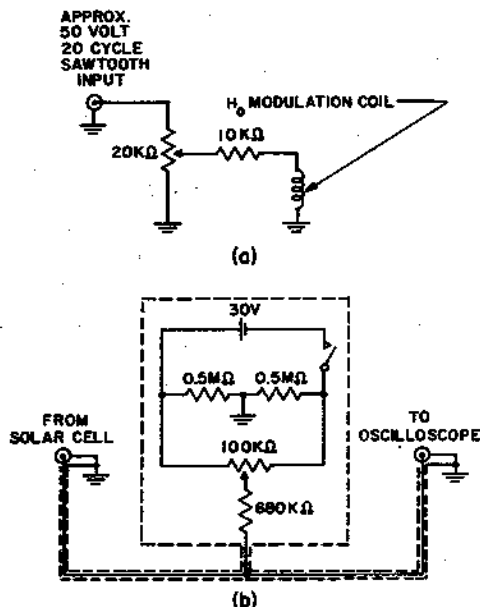 APPROX.
50 VOLT
20 CYCLE
SAWTOOTH
INPUT
H₀ MODULATION COIL
10KΩ
20KΩ
(a)
30V
0.5MΩ 0.5MΩ
FROM
SOLAR CELL
TO
OSCILLOSCOPE
100KΩ
680KΩ
(b)